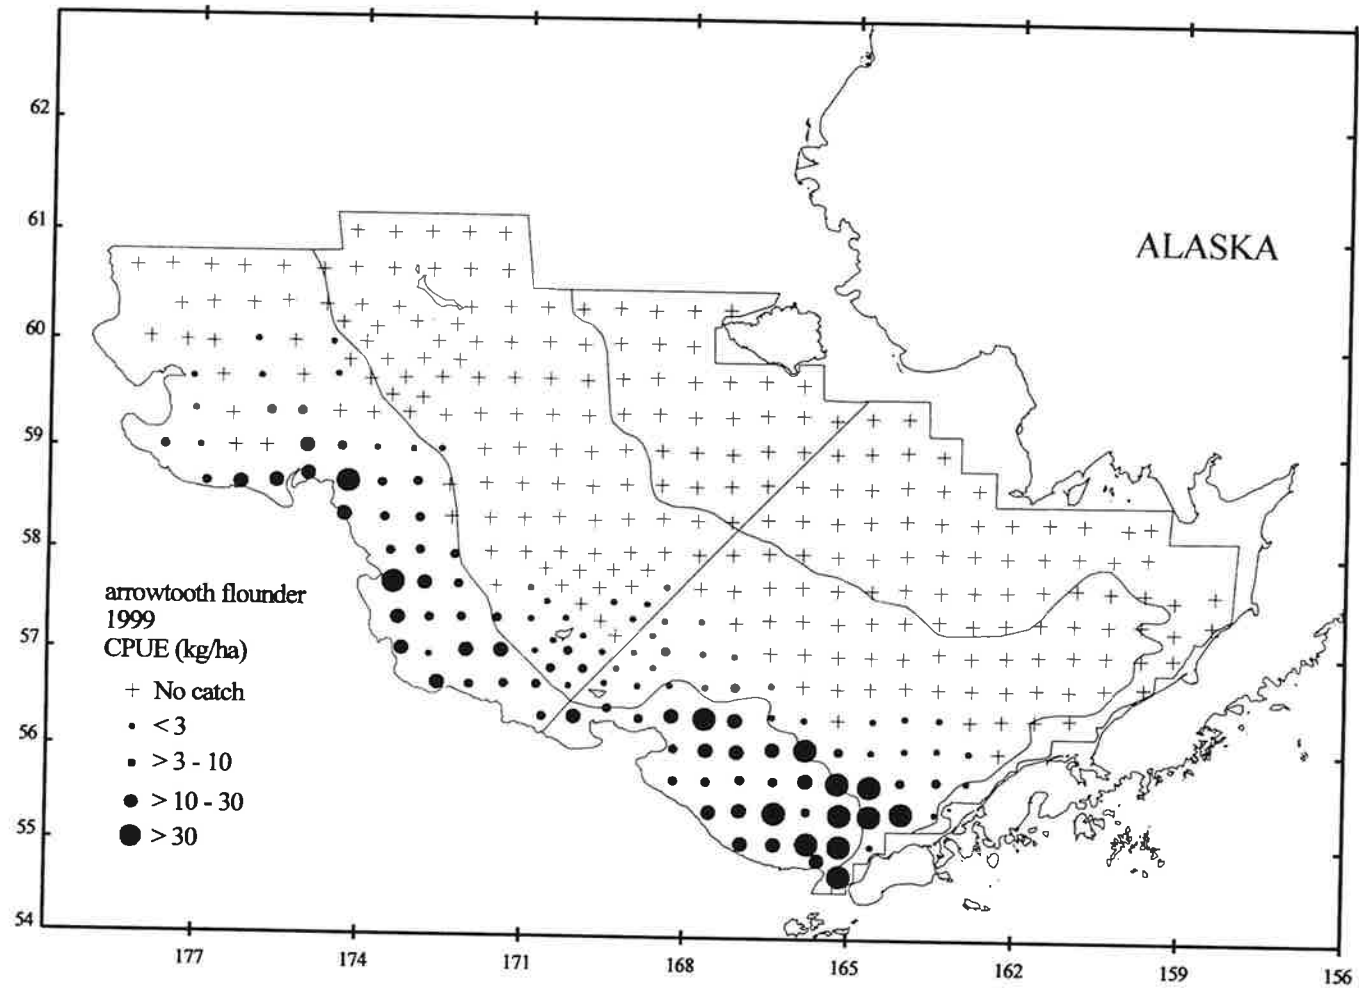 62
61
ALASKA
60
59
58
arrowtooth flounder
1999
57
CPUE (kg/ha)
+ No catch
< 3
56
> 3 - 10
> 10 - 30
55
> 30
54
177 174 171 168 165 162 159 156